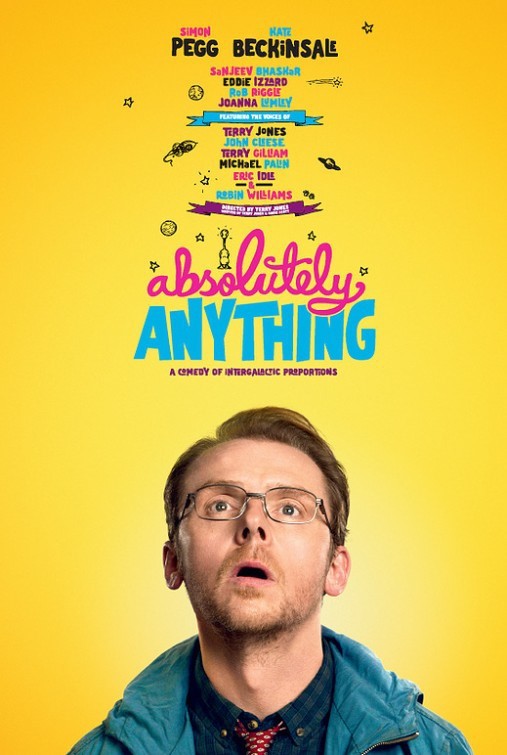 SIMON KATE
PEGG BECKINSALE
SANJEEV BHASKAR
EDDIE IZZARD
ROB RIGGLE
JOANNA LUMLEY
FEATURING THE VOICES OF
TERRY JONES
JOHN CLEESE
TERRY GILLIAM
MICHAEL PALIN
ERIC IDLE
&
ROBIN WILLIAMS
DIRECTED BY TERRY JONES
absolutely
ANYTHING
A COMEDY OF INTERGALACTIC PROPORTIONS